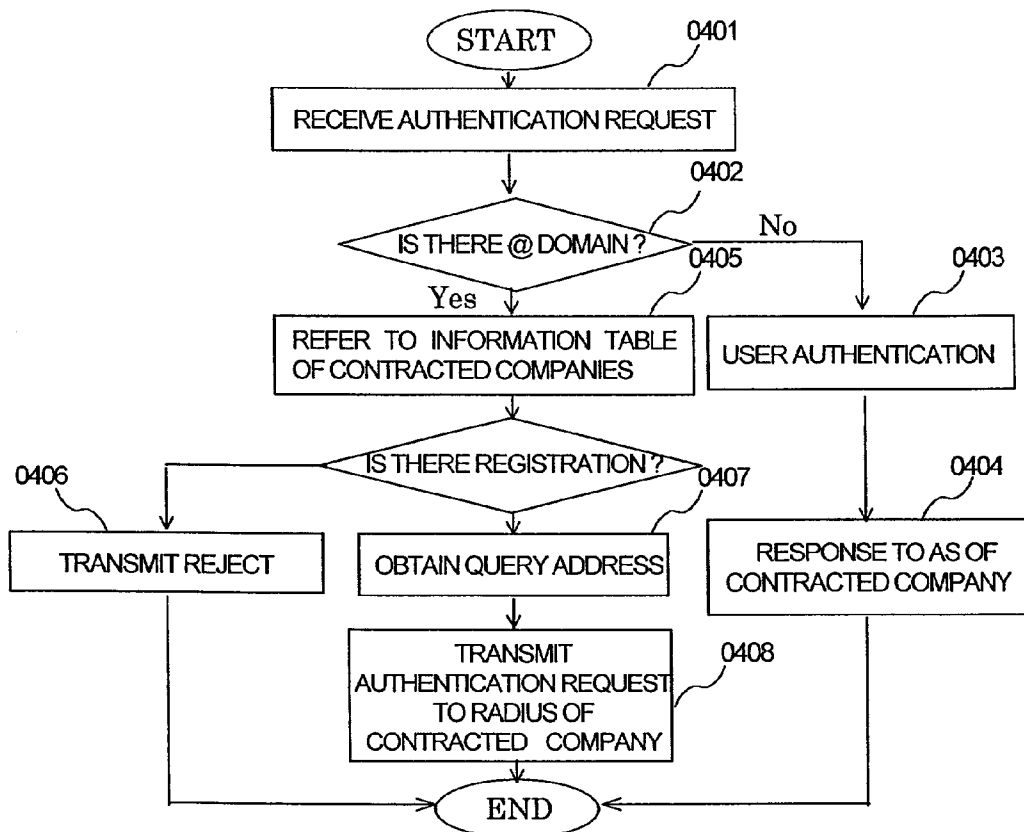 START
0401
RECEIVE AUTHENTICATION REQUEST
0402
IS THERE @ DOMAIN ?
No
0405
0403
Yes
REFER TO INFORMATION TABLE
OF CONTRACTED COMPANIES
USER AUTHENTICATION
IS THERE REGISTRATION ?
0406
0407
0404
TRANSMIT REJECT
OBTAIN QUERY ADDRESS
RESPONSE TO AS OF
CONTRACTED COMPANY
TRANSMIT
AUTHENTICATION REQUEST
TO RADIUS OF
CONTRACTED COMPANY
0408
END